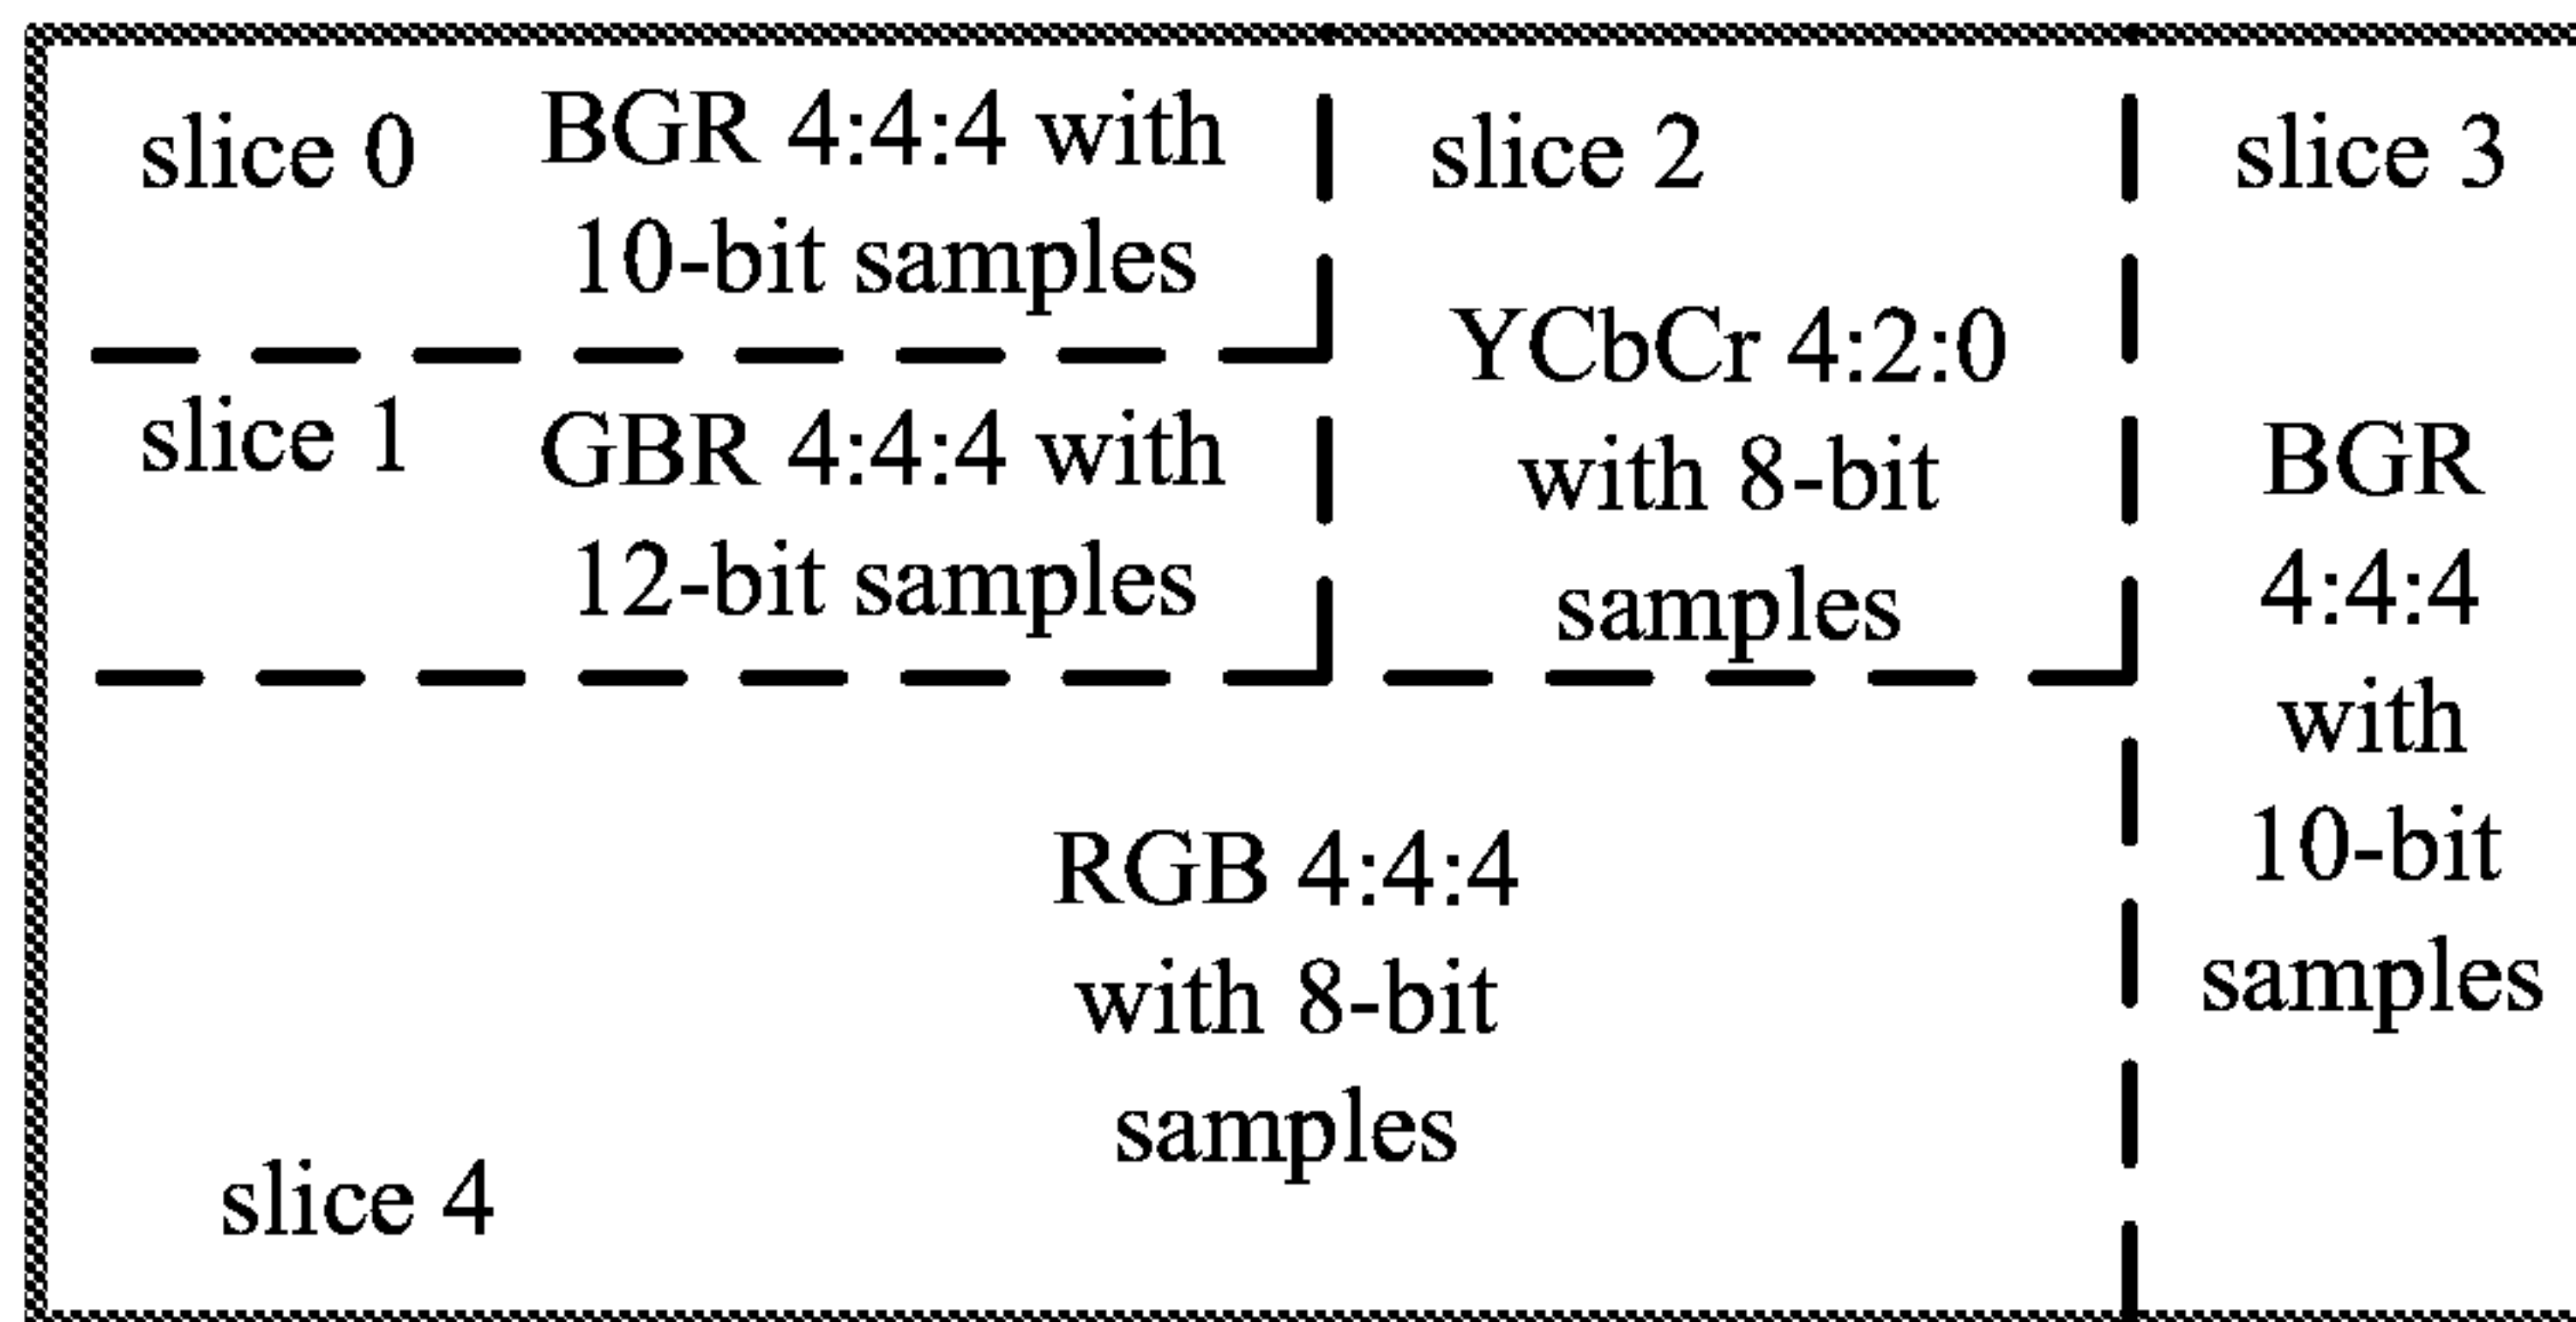 slice 0
BGR 4:4:4 with
10-bit samples
slice 1
GBR 4:4:4 with
12-bit samples
slice 2
YCbCr 4:2:0
with 8-bit
samples
slice 3
BGR
4:4:4
with
10-bit
samples
RGB 4:4:4
with 8-bit
samples
slice 4